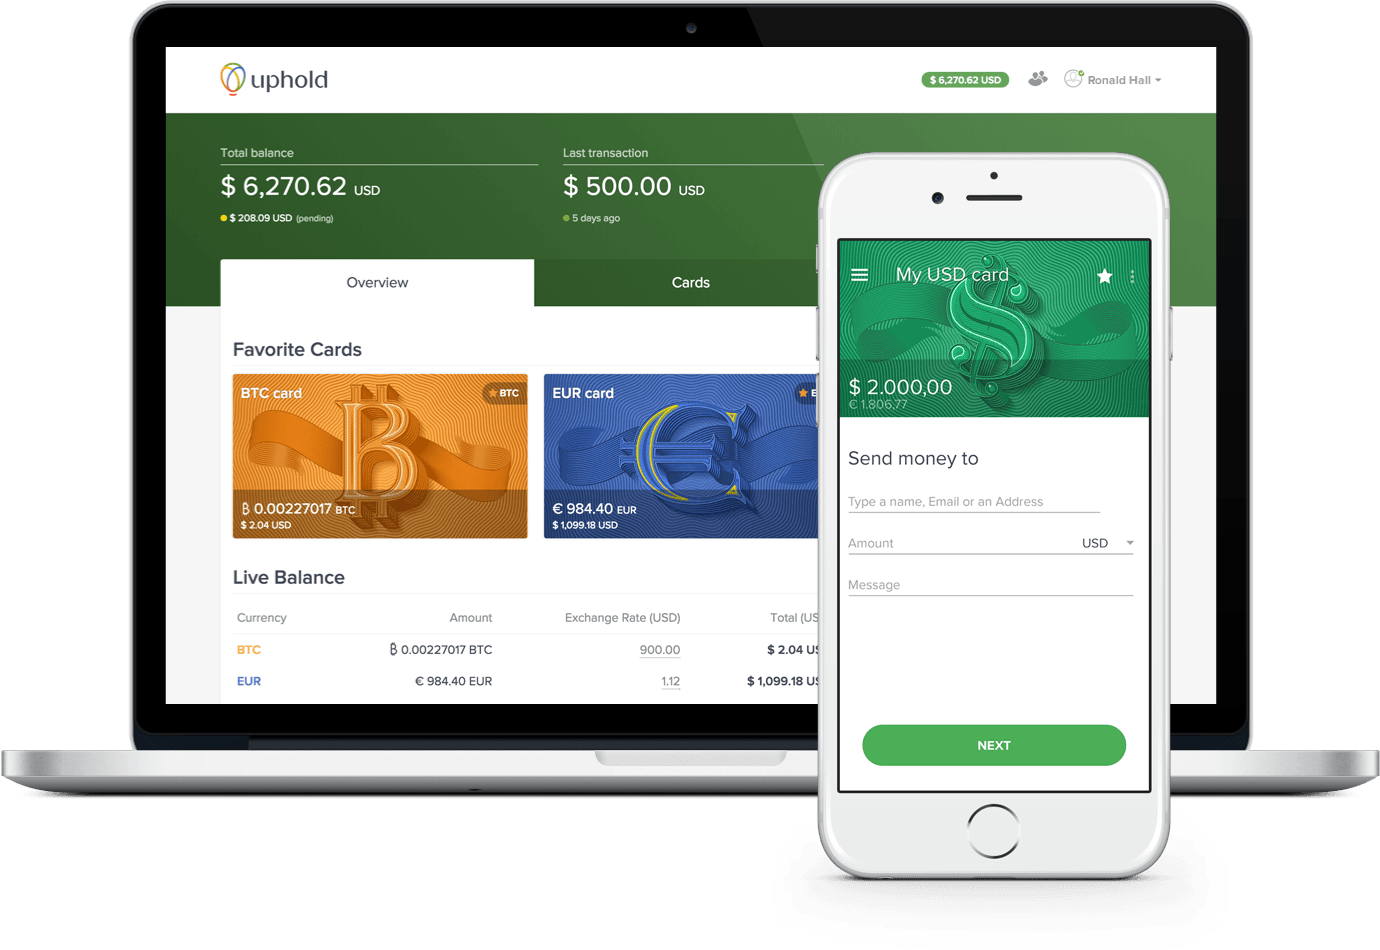 uphold
$ 6,270.62 USD
Ronald Hall
Total balance
$ 6,270.62 USD
$ 208.09 USD (pending)
Last transaction
$ 500.00 USD
5 days ago
Overview
Cards
Favorite Cards
BTC card
BTC
₿ 0.00227017 BTC
$ 2.04 USD
EUR card
€ 984.40 EUR
$ 1,099.18 USD
Live Balance
Currency Amount Exchange Rate (USD) Total (US
BTC ₿ 0.00227017 BTC 900.00 $ 2.04 US
EUR € 984.40 EUR 1.12 $ 1,099.18 US
My USD card
$ 2.000,00
€ 1.806,77
Send money to
Type a name, Email or an Address
Amount USD
Message
NEXT